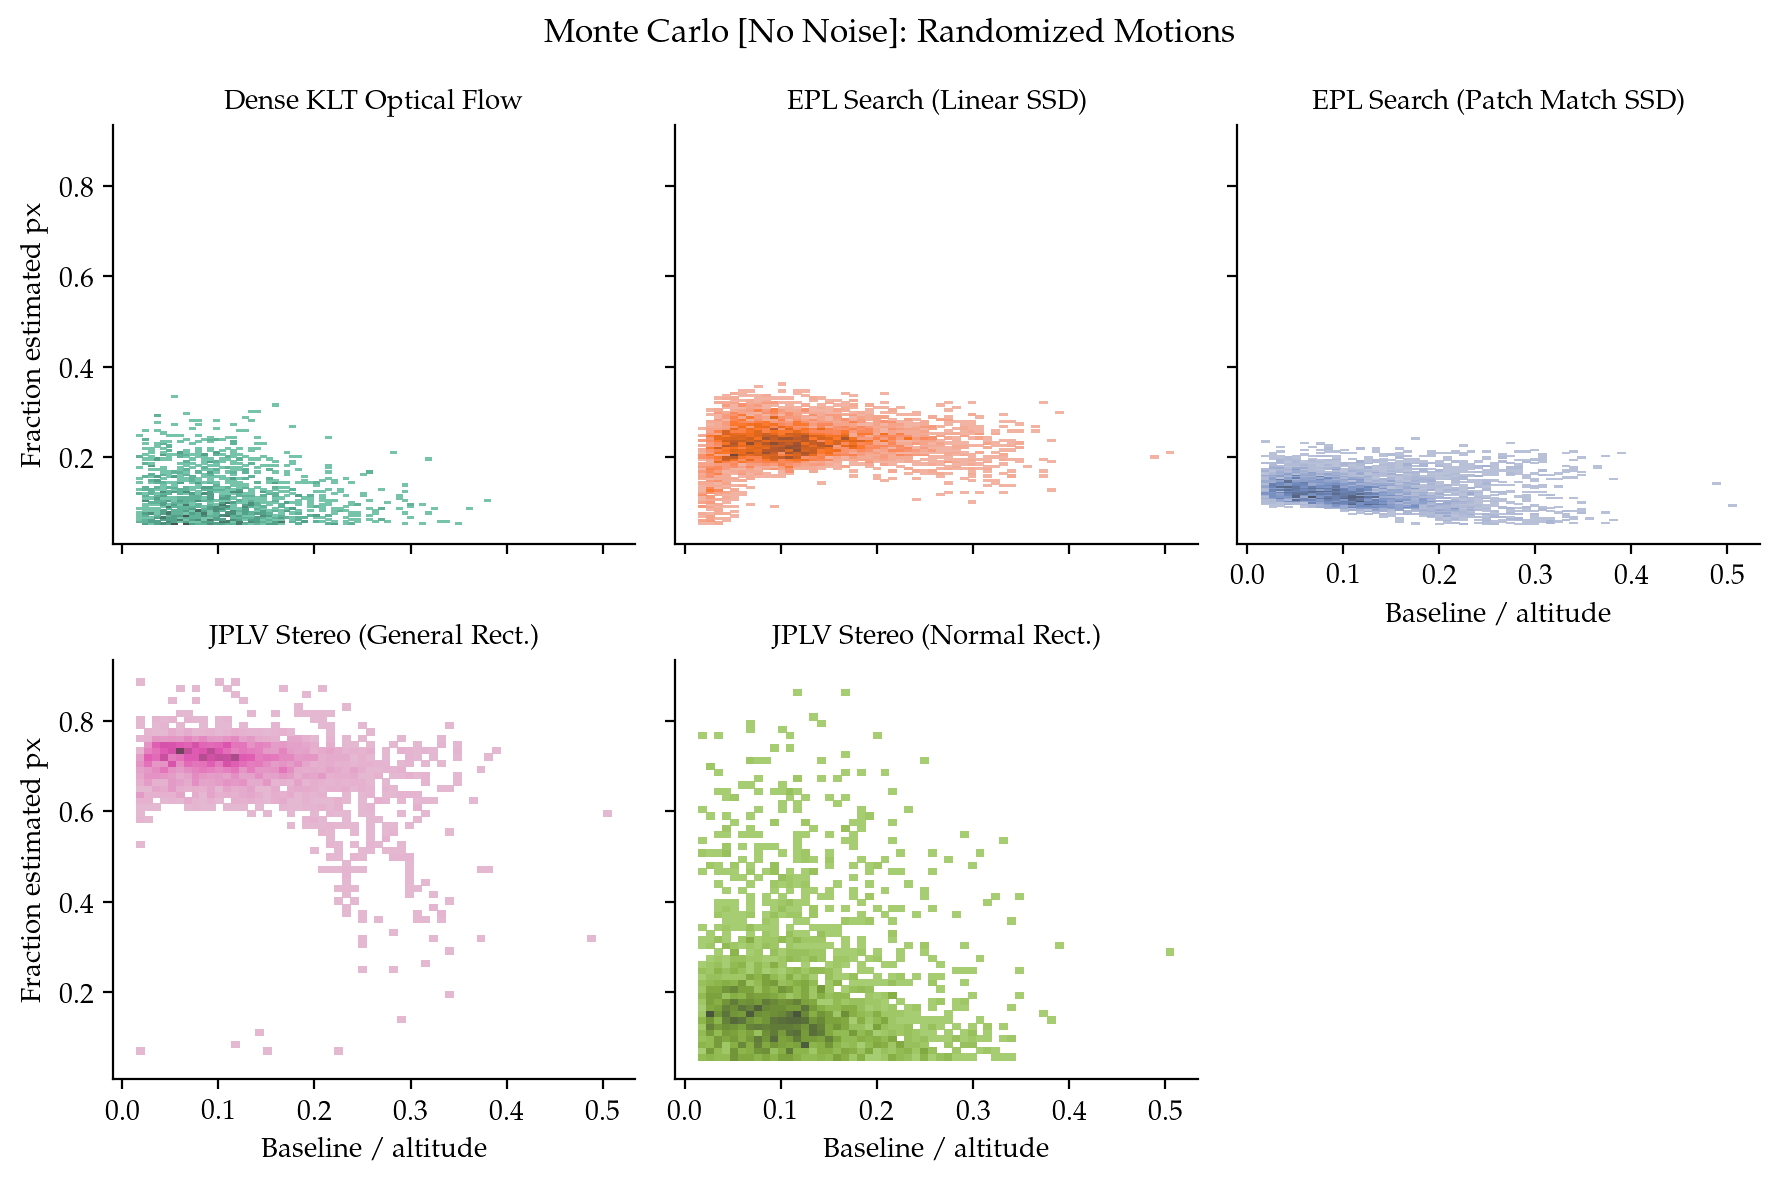 Monte Carlo [No Noise]: Randomized Motions
Dense KLT Optical Flow
EPL Search (Linear SSD)
EPL Search (Patch Match SSD)
Fraction estimated px
0.8
0.6
0.4
0.2
0.0 0.1 0.2 0.3 0.4 0.5
Baseline / altitude
JPLV Stereo (General Rect.)
JPLV Stereo (Normal Rect.)
Fraction estimated px
0.8
0.6
0.4
0.2
0.0 0.1 0.2 0.3 0.4 0.5
Baseline / altitude
0.0 0.1 0.2 0.3 0.4 0.5
Baseline / altitude